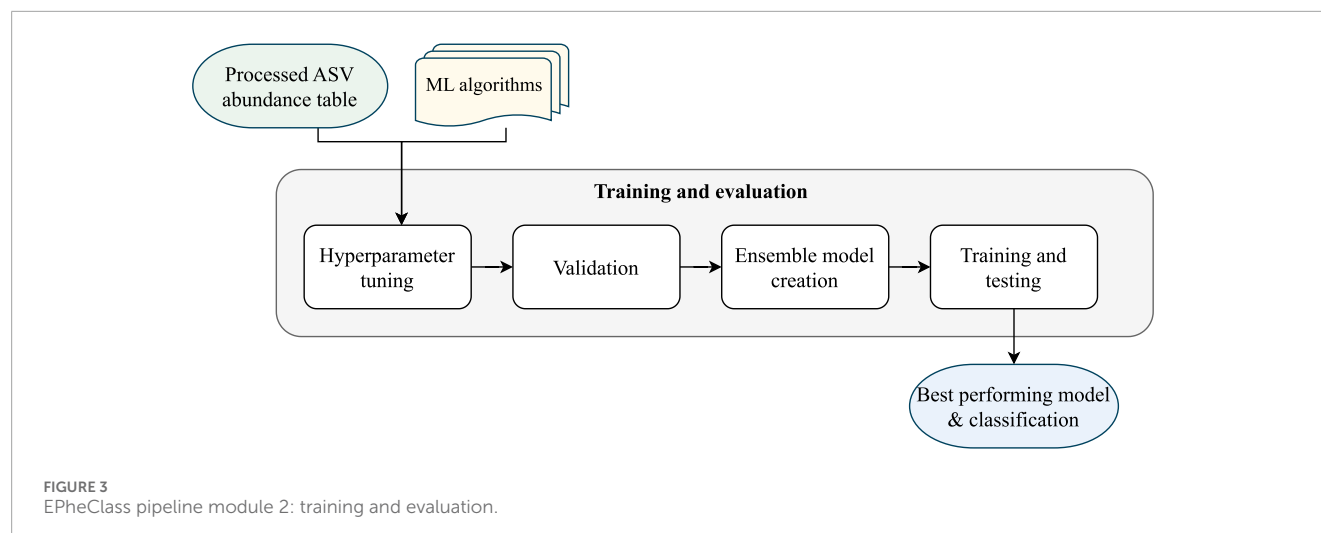 Processed ASV
abundance table
ML algorithms
Training and evaluation
Hyperparameter
tuning
Validation
Ensemble model
creation
Training and
testing
Best performing model
& classification
FIGURE 3
EPheClass pipeline module 2: training and evaluation.